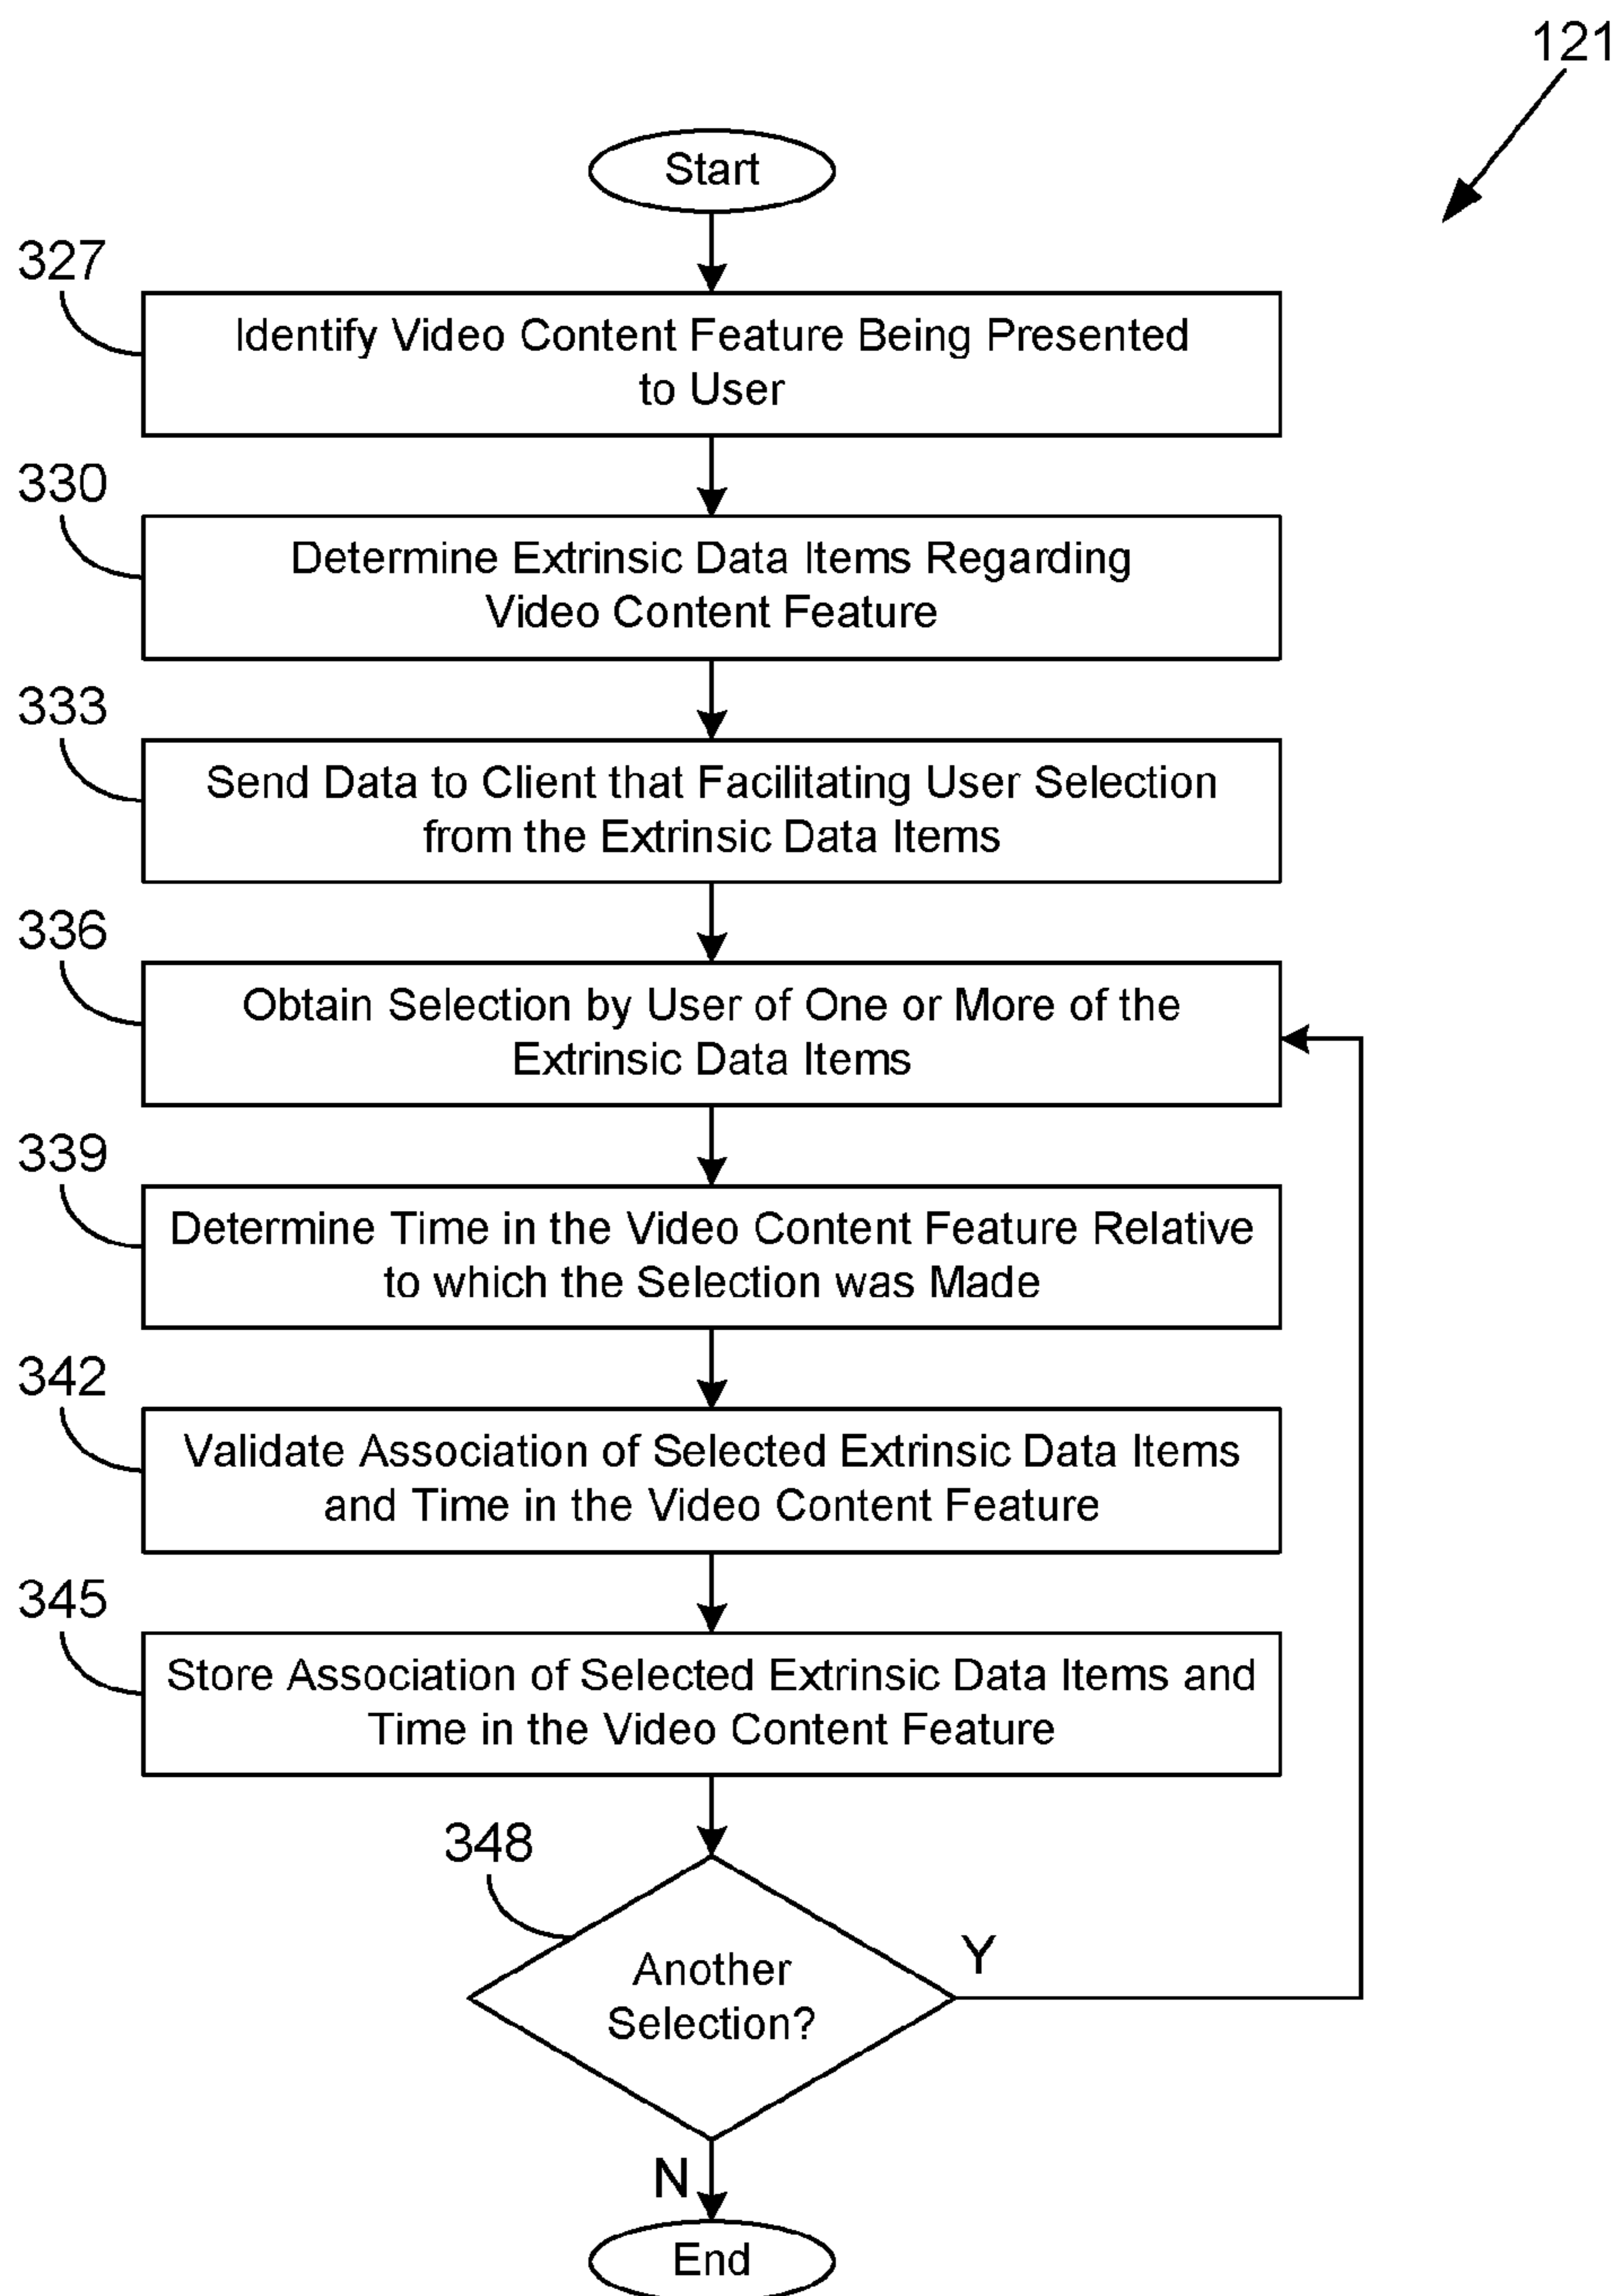 121
Start
327
Identify Video Content Feature Being Presented
to User
330
Determine Extrinsic Data Items Regarding
Video Content Feature
333
Send Data to Client that Facilitating User Selection
from the Extrinsic Data Items
336
Obtain Selection by User of One or More of the
Extrinsic Data Items
339
Determine Time in the Video Content Feature Relative
to which the Selection was Made
342
Validate Association of Selected Extrinsic Data Items
and Time in the Video Content Feature
345
Store Association of Selected Extrinsic Data Items and
Time in the Video Content Feature
348
Another
Selection?
Y
N
End